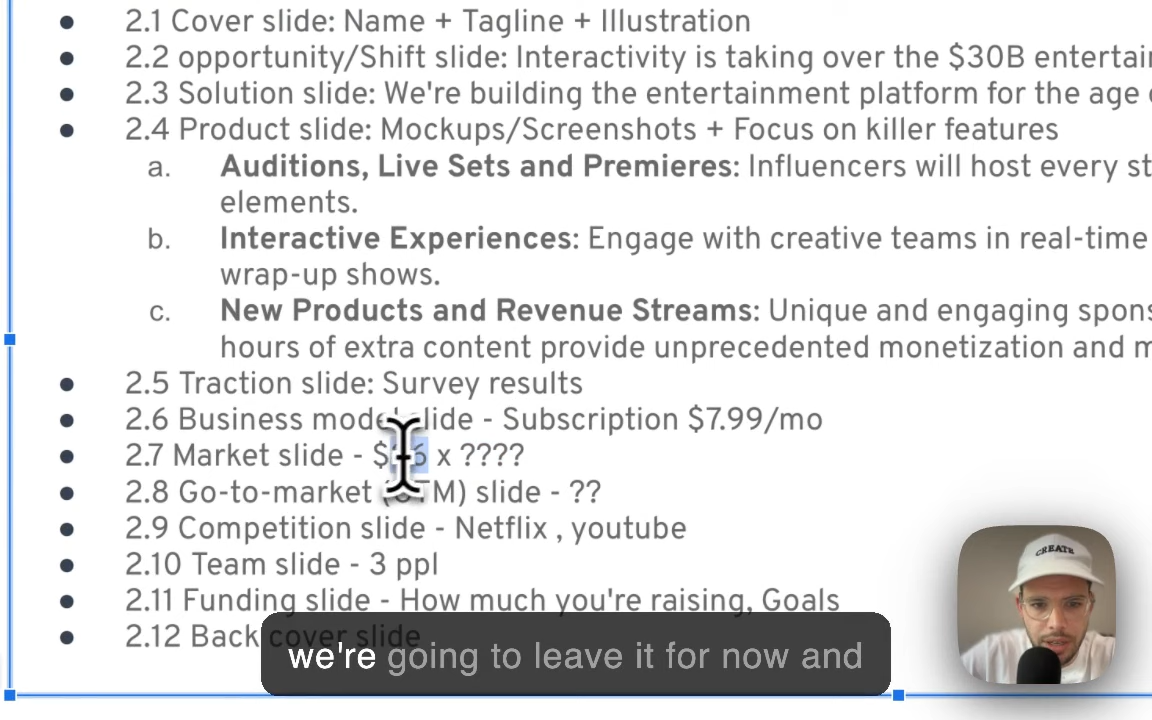 2.1 Cover slide: Name + Tagline + Illustration
2.2 opportunity/Shift slide: Interactivity is taking over the $30B
2.3 Solution slide: We're building the entertainment platform for the age
2.4 Product slide: Mockups/Screenshots + Focus on killer features
a. Auditions, Live Sets and Premieres: Influencers will host every
elements.
b. Interactive Experiences: Engage with creative teams in real-time
wrap-up shows.
c. New Products and Revenue Streams: Unique and engaging
hours of extra content provide unprecedented monetization and
2.5 Traction slide: Survey results
2.6 Business model slide - Subscription $7.99/mo
2.7 Market slide - x ????
2.8 Go-to-market (GTM) slide - ??
2.9 Competition slide - Netflix , youtube
2.10 Team slide - 3 ppl
2.11 Funding slide - How much you're raising, Goals
2.12 Back cover slide
we're going to leave it for now and
CREATE